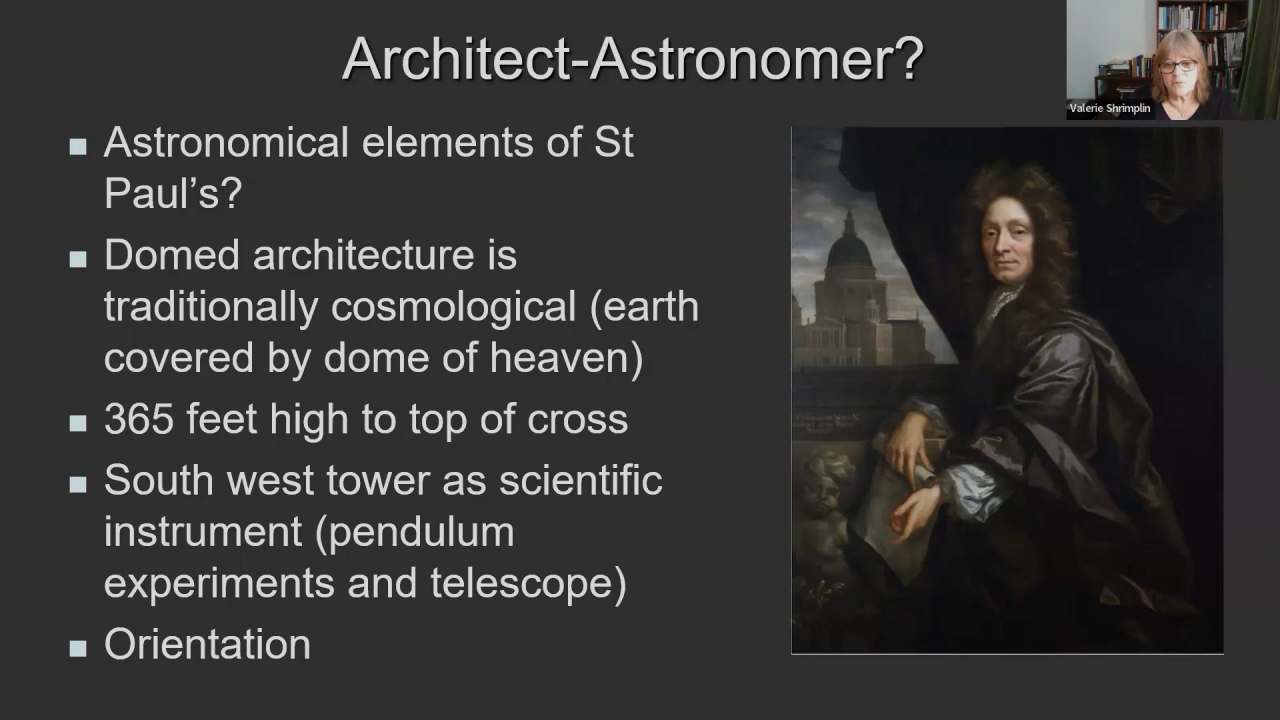 Architect-Astronomer?
Valerie Shrimplin
■ Astronomical elements of St
Paul’s?
■ Domed architecture is
traditionally cosmological (earth
covered by dome of heaven)
■ 365 feet high to top of cross
■ South west tower as scientific
instrument (pendulum
experiments and telescope)
■ Orientation